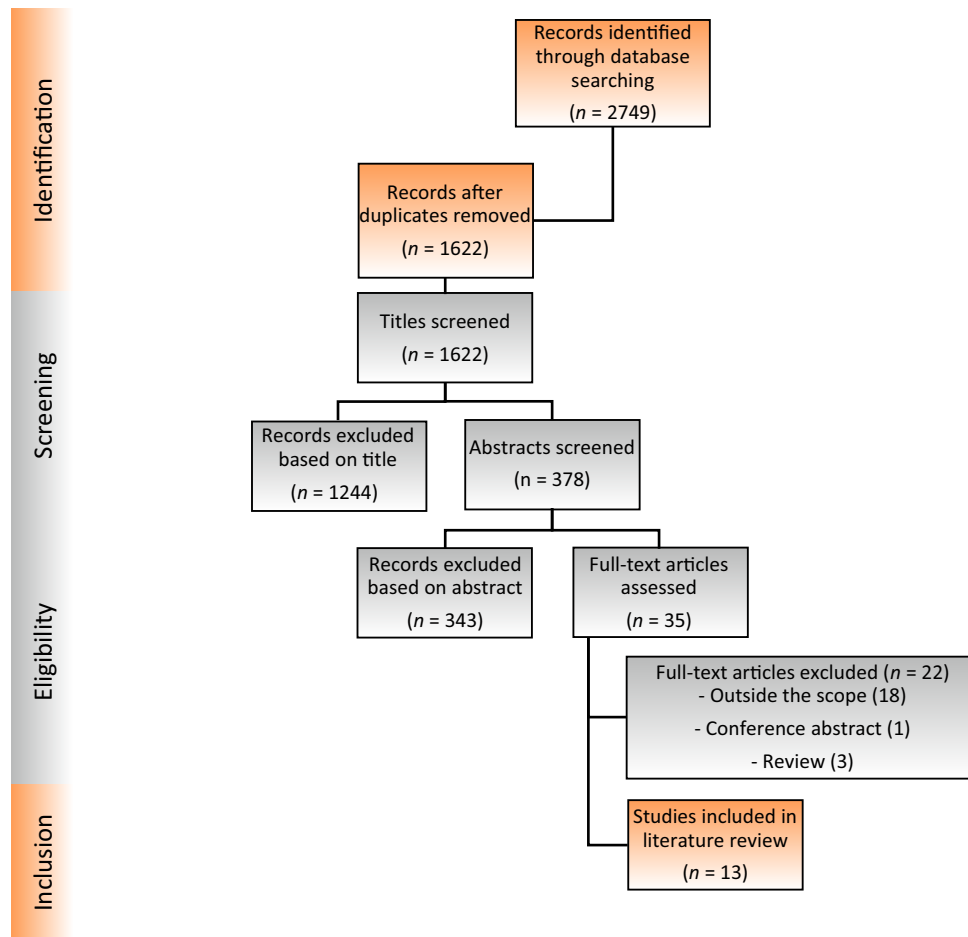 Identification
Records identified
through database
searching
(n = 2749)
Records after
duplicates removed
(n = 1622)
Screening
Titles screened
(n = 1622)
Records excluded
based on title
(n = 1244)
Abstracts screened
(n = 378)
Eligibility
Records excluded
based on abstract
(n = 343)
Full-text articles
assessed
(n = 35)
Full-text articles excluded (n = 22)
- Outside the scope (18)
- Conference abstract (1)
- Review (3)
Inclusion
Studies included in
literature review
(n = 13)